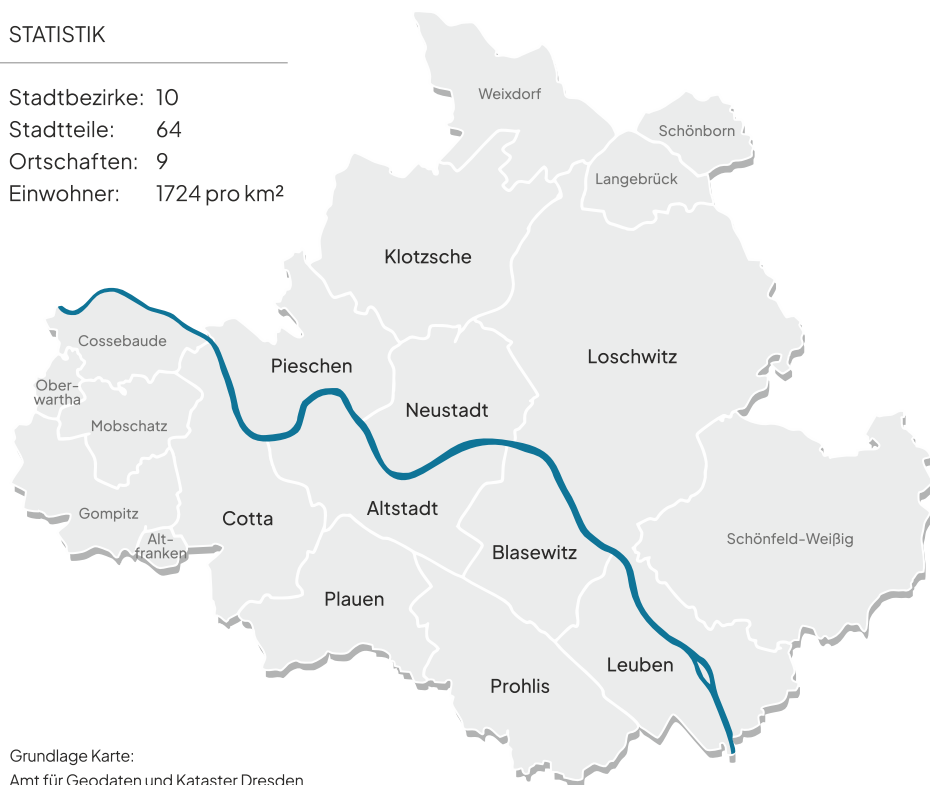 STATISTIK
Stadtbezirke: 10
Stadtteile: 64
Ortschaften: 9
Einwohner: 1724 pro km²
Weixdorf
Schönborn
Langebrück
Klotzsche
Cossebaude
Loschwitz
Pieschen
Ober-
wartha
Neustadt
Mobschatz
Altstadt
Gompitz
Cotta
Alt-
franken
Schönfeld-Weißig
Blasewitz
Plauen
Leuben
Prohlis
Grundlage Karte:
Amt für Geodaten und Kataster Dresden